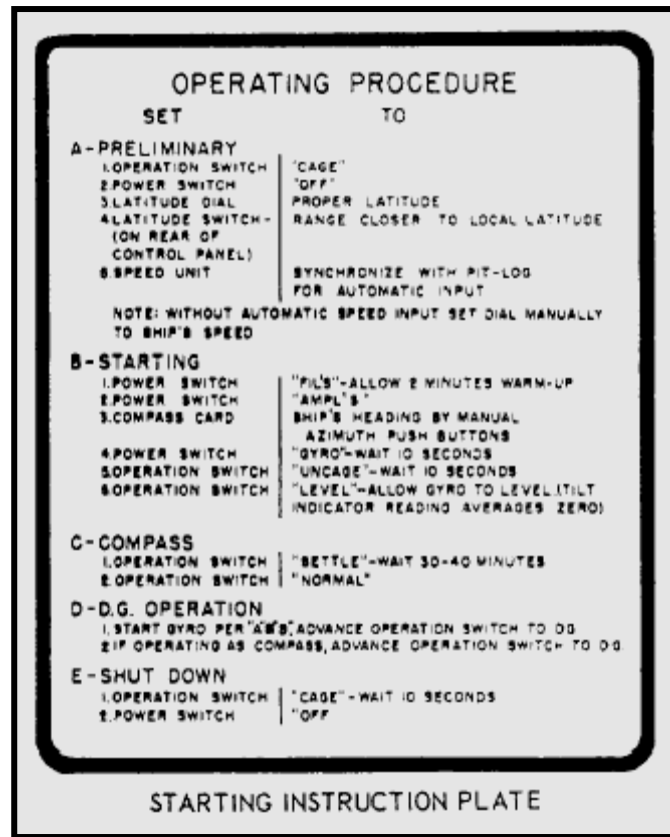 OPERATING PROCEDURE
SET TO
A-PRELIMINARY
1.OPERATION SWITCH "CAGE"
2.POWER SWITCH "OFF"
3.LATITUDE DIAL PROPER LATITUDE
4.LATITUDE SWITCH- RANGE CLOSER TO LOCAL LATITUDE
(ON REAR OF
CONTROL PANEL)
5.SPEED UNIT SYNCHRONIZE WITH PIT-LOG
FOR AUTOMATIC INPUT
NOTE: WITHOUT AUTOMATIC SPEED INPUT SET DIAL MANUALLY
TO SHIP'S SPEED
B-STARTING
1.POWER SWITCH "FIL'S"-ALLOW 2 MINUTES WARM-UP
2.POWER SWITCH "AMPL'S"
3.COMPASS CARD SHIP'S HEADING BY MANUAL
AZIMUTH PUSH BUTTONS
4.POWER SWITCH "GYRO"-WAIT 10 SECONDS
5.OPERATION SWITCH "UNCAGE"-WAIT 10 SECONDS
6.OPERATION SWITCH "LEVEL"-ALLOW GYRO TO LEVEL.(TILT
INDICATOR READING AVERAGES ZERO)
C-COMPASS
1.OPERATION SWITCH "SETTLE"-WAIT 30-40 MINUTES
2.OPERATION SWITCH "NORMAL"
D-D.G. OPERATION
1.START GYRO PER "A"&"B", ADVANCE OPERATION SWITCH TO D.G.
2.IF OPERATING AS COMPASS, ADVANCE OPERATION SWITCH TO D.G.
E-SHUT DOWN
1.OPERATION SWITCH "CAGE"-WAIT 10 SECONDS
2.POWER SWITCH "OFF
STARTING INSTRUCTION PLATE